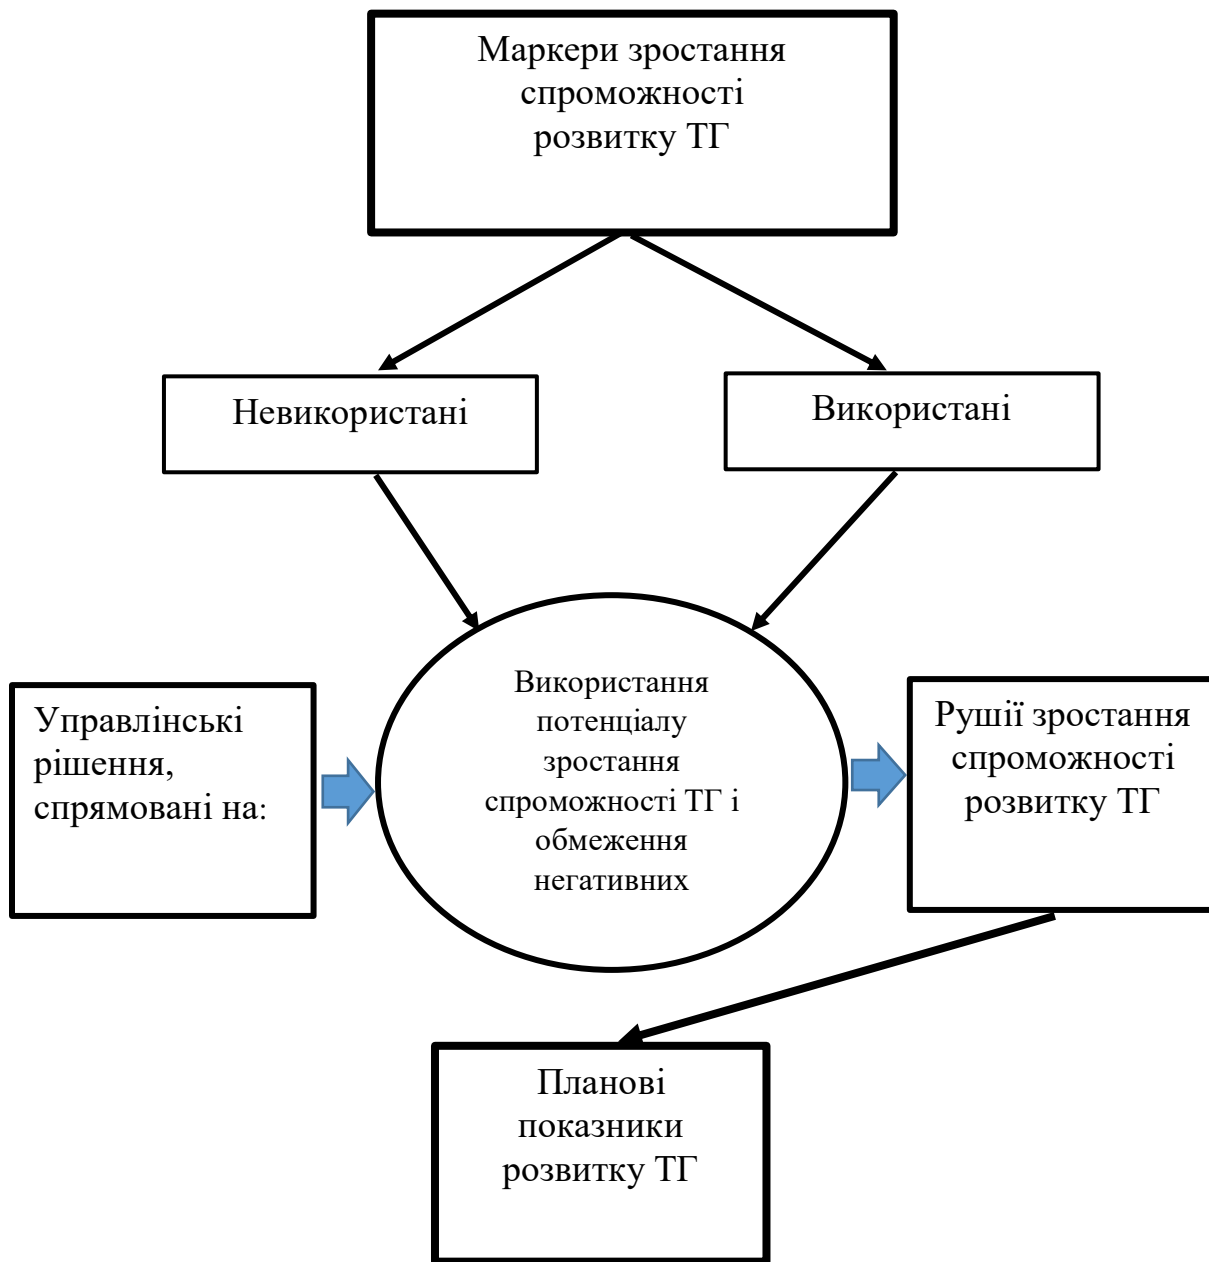 Маркери зростання
спроможності
розвитку ТГ
Невикористані
Використані
Управлінські
рішення,
спрямовані на:
Використання
потенціалу
зростання
спроможності ТГ і
обмеження
негативних
Рушії зростання
спроможності
розвитку ТГ
Планові
показники
розвитку ТГ